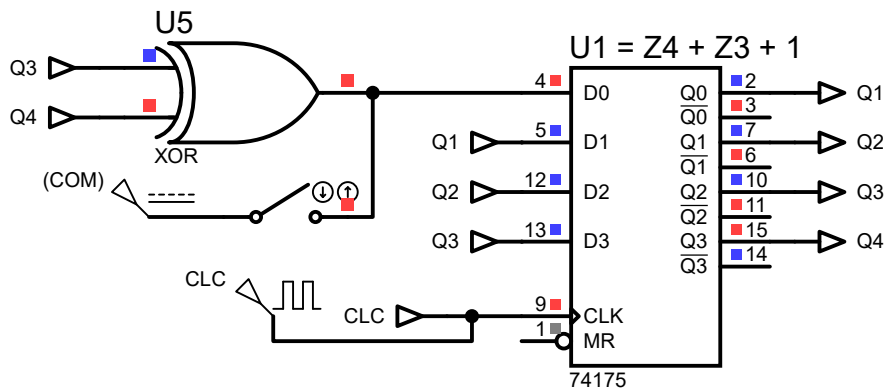 U5
U1 = Z4 + Z3 + 1
Q3
Q4
XOR
(COM)
4 D0 Q0 2 Q1
Q0 3
Q1 5 D1 Q1 7 Q2
Q1 6
Q2 12 D2 Q2 10 Q3
Q2 11
Q3 13 D3 Q3 15 Q4
Q3 14
CLC
CLC 9 CLK
1 MR
74175